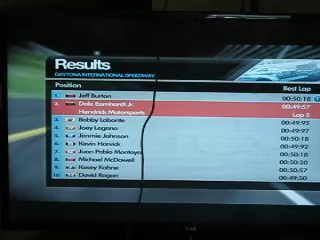 Results
DAYTONA INTERNATIONAL SPEEDWAY
Position Best Lap
1. Jeff Burton 00:50:18
2. Dale Earnhardt Jr. 00:49:57
Hendrick Motorsports Lap 2
3. Bobby Labonte 00:49:95
4. Joey Logano 00:49:97
5. Jimmie Johnson 00:50:18
6. Kevin Harvick 00:49:92
7. Juan Pablo Montoya 00:50:18
8. Michael McDowell 00:50:20
9. Kasey Kahne 00:50:57
10. David Ragan 00:49:50